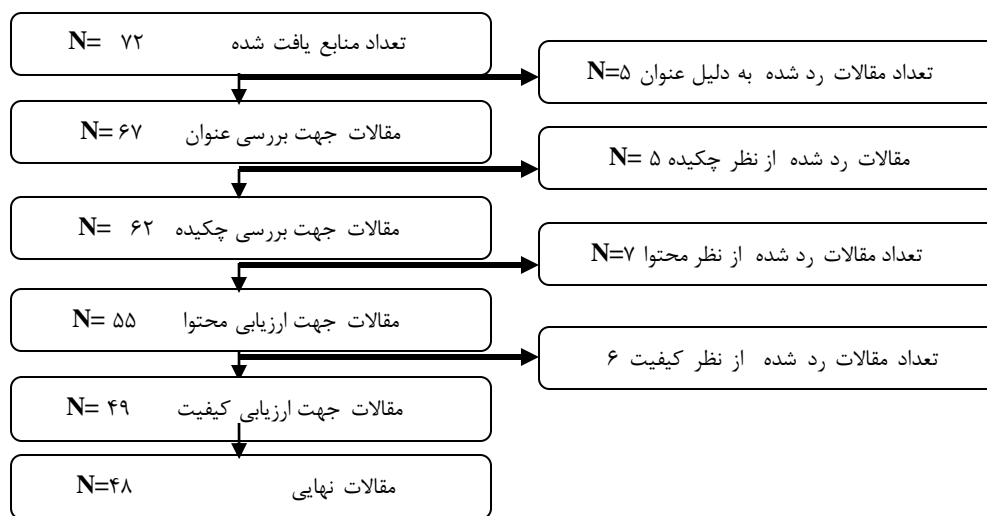 تعداد منابع یافت شده N= ۷۲
تعداد مقالات رد شده به دلیل عنوان N=۵
مقالات جهت بررسی عنوان N= ۶۷
مقالات رد شده از نظر چکیده N= ۵
مقالات جهت بررسی چکیده N= ۶۲
تعداد مقالات رد شده از نظر محتوا N=۷
مقالات جهت ارزیابی محتوا N= ۵۵
تعداد مقالات رد شده از نظر کیفیت ۶
مقالات جهت ارزیابی کیفیت N= ۴۹
مقالات نهایی N=۴۸